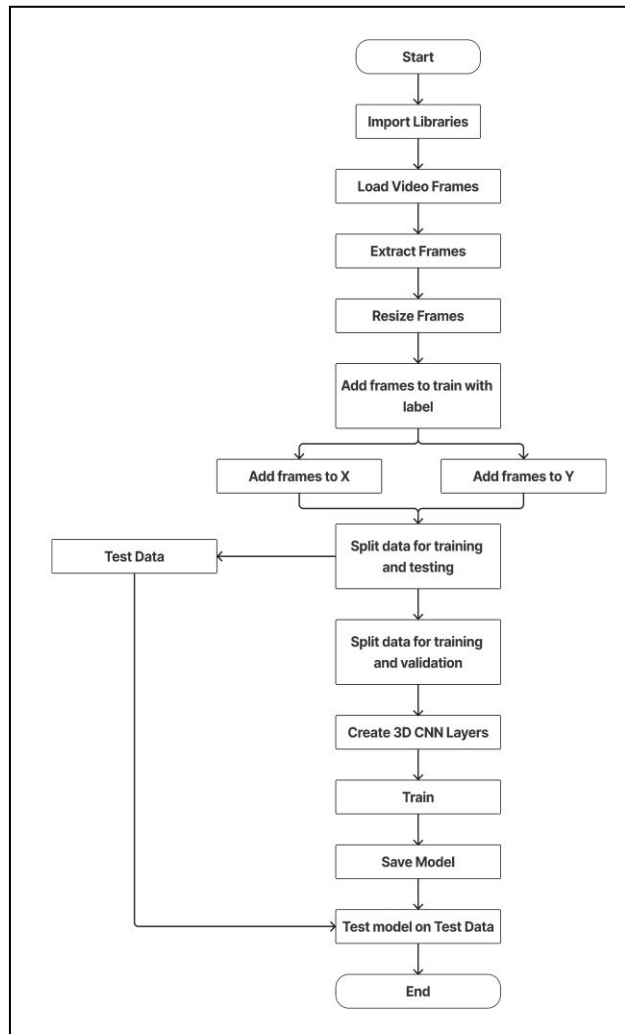 Start
Import Libraries
Load Video Frames
Extract Frames
Resize Frames
Add frames to train with
label
Add frames to X
Add frames to Y
Split data for training
and testing
Test Data
Split data for training
and validation
Create 3D CNN Layers
Train
Save Model
Test model on Test Data
End